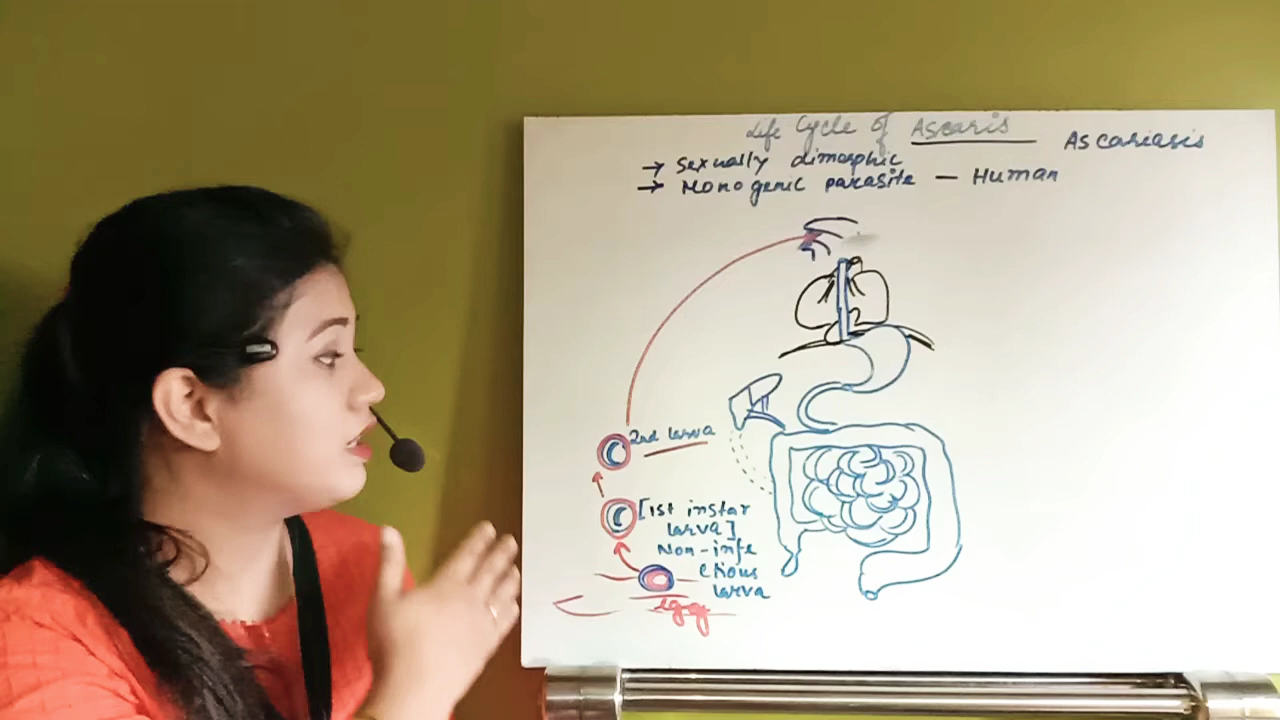 Life Cycle of Ascaris Ascariasis
→ Sexually dimorphic
→ Monogenic parasite — Human
2nd larva
[1st instar
larva]
Non-infe
ctious
larva
Egg